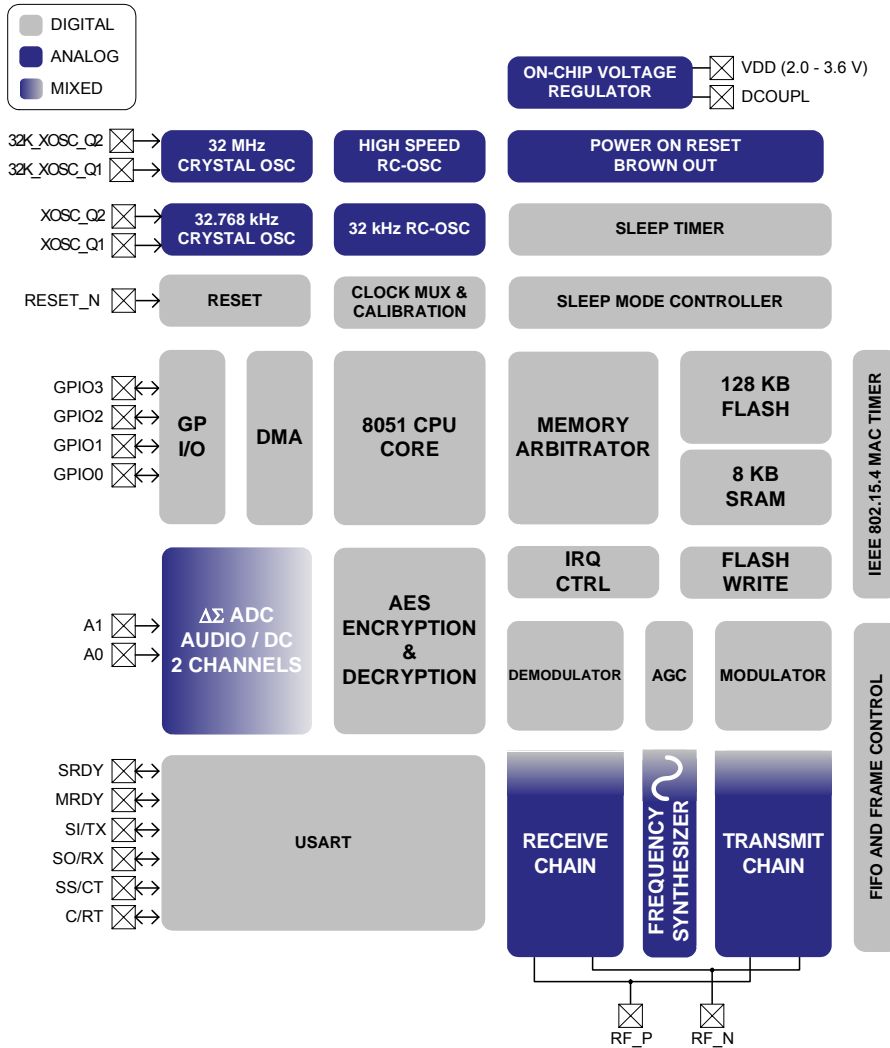 DIGITAL
ANALOG
MIXED
ON-CHIP VOLTAGE
REGULATOR
VDD (2.0 - 3.6 V)
DCOUPL
32K_XOSC_Q2
32K_XOSC_Q1
32 MHz
CRYSTAL OSC
HIGH SPEED
RC-OSC
POWER ON RESET
BROWN OUT
XOSC_Q2
XOSC_Q1
32.768 kHz
CRYSTAL OSC
32 kHz RC-OSC
SLEEP TIMER
RESET_N
RESET
CLOCK MUX &
CALIBRATION
SLEEP MODE CONTROLLER
GPIO3
GPIO2
GPIO1
GPIO0
GP
I/O
DMA
8051 CPU
CORE
MEMORY
ARBITRATOR
128 KB
FLASH
8 KB
SRAM
IEEE 802.15.4 MAC TIMER
A1
A0
ΔΣ ADC
AUDIO / DC
2 CHANNELS
AES
ENCRYPTION
&
DECRYPTION
IRQ
CTRL
FLASH
WRITE
DEMODULATOR
AGC
MODULATOR
FIFO AND FRAME CONTROL
SRDY
MRDY
SI/TX
SO/RX
SS/CT
C/RT
USART
RECEIVE
CHAIN
FREQUENCY
SYNTHESIZER
TRANSMIT
CHAIN
RF_P
RF_N